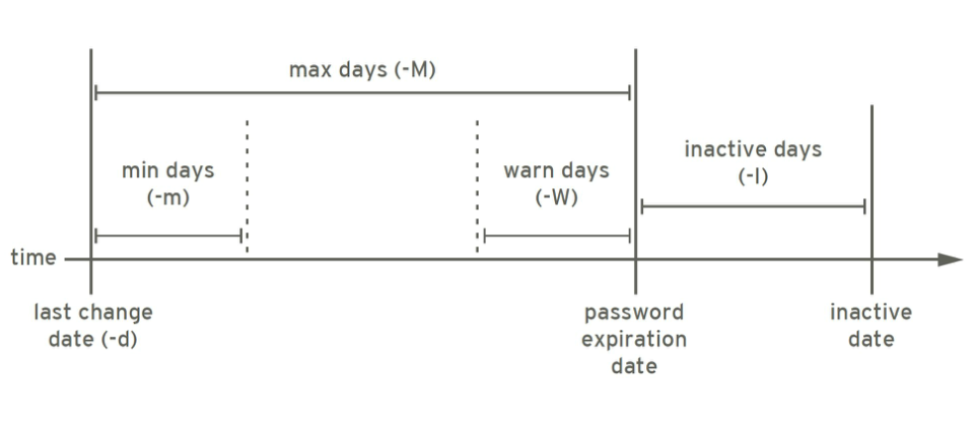 max days (-M)
min days
(-m)
warn days
(-W)
inactive days
(-I)
time
last change
date (-d)
password
expiration
date
inactive
date